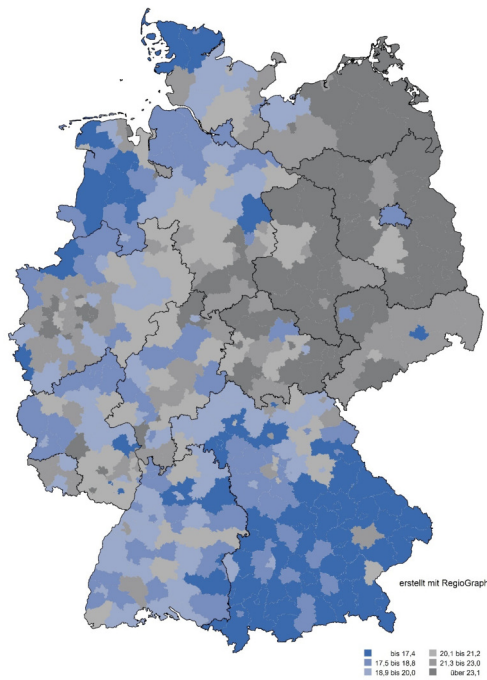 erstellt mit RegioGraph
bis 17,4
17,5 bis 18,8
18,9 bis 20,0
20,1 bis 21,2
21,3 bis 23,0
über 23,1